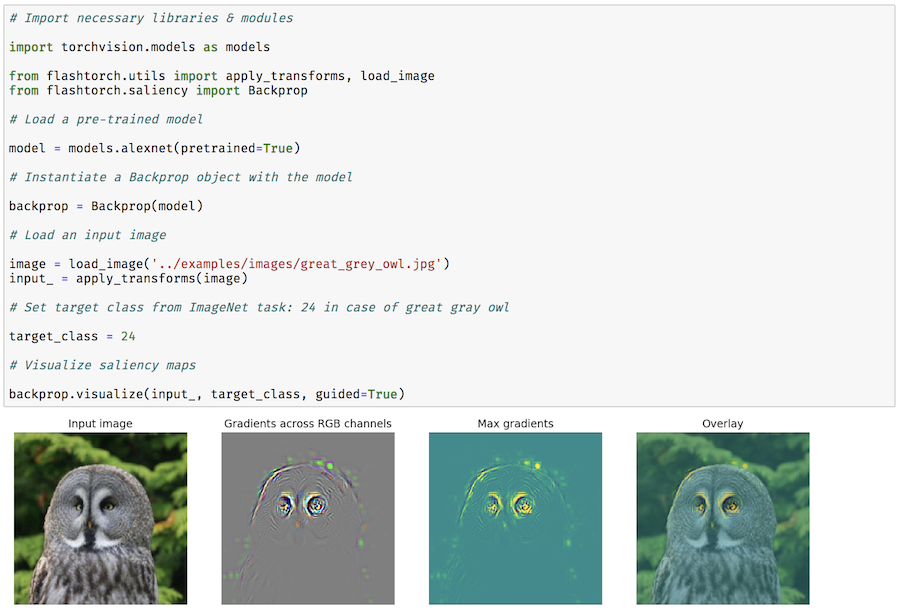 # Import necessary libraries & modules
import torchvision.models as models
from flashtorch.utils import apply_transforms, load_image
from flashtorch.saliency import Backprop
# Load a pre-trained model
model = models.alexnet(pretrained=True)
# Instantiate a Backprop object with the model
backprop = Backprop(model)
# Load an input image
image = load_image('../examples/images/great_grey_owl.jpg')
input_ = apply_transforms(image)
# Set target class from ImageNet task: 24 in case of great gray owl
target_class = 24
# Visualize saliency maps
backprop.visualize(input_, target_class, guided=True)
Input image
Gradients across RGB channels
Max gradients
Overlay